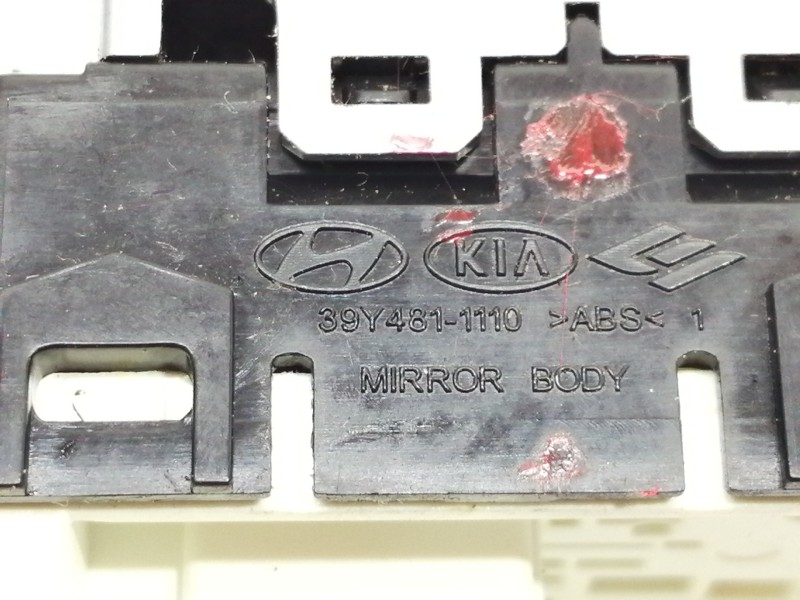 KIA
39Y481-1110 >ABS< 1
MIRROR BODY